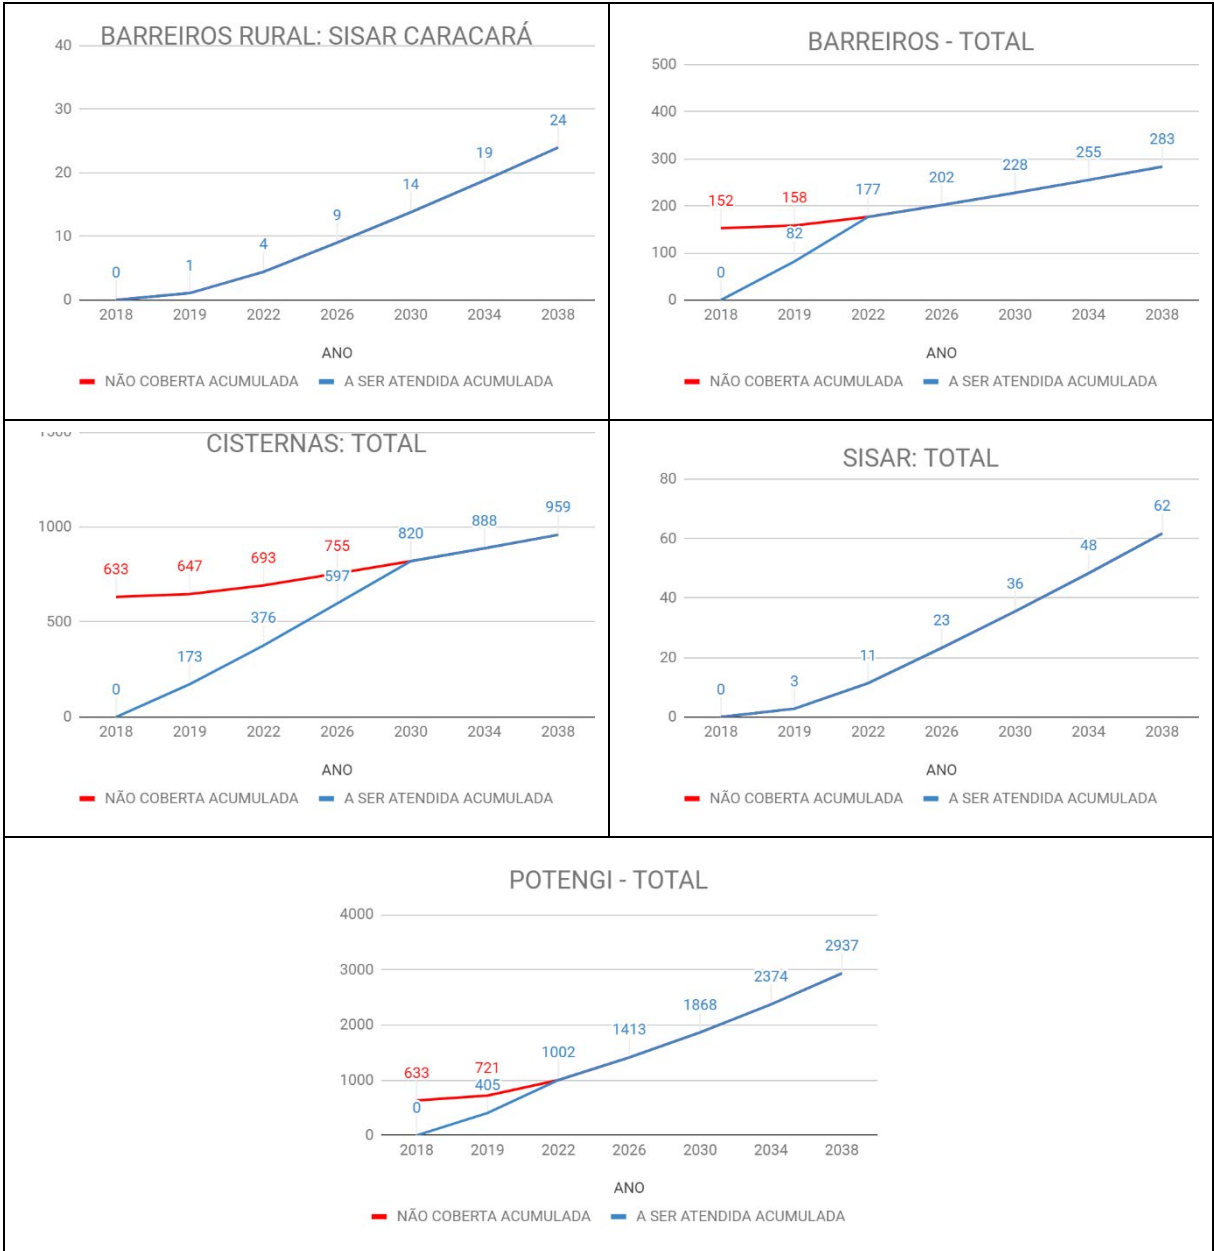 BARREIROS RURAL: SISAR CARACARÁ
40
30
20
10
0
0
1
4
9
14
19
24
2018 2019 2022 2026 2030 2034 2038
ANO
NÃO COBERTA ACUMULADA A SER ATENDIDA ACUMULADA
BARREIROS - TOTAL
500
400
300
200
100
0
152 158
0 82 177 202 228 255 283
2018 2019 2022 2026 2030 2034 2038
ANO
NÃO COBERTA ACUMULADA A SER ATENDIDA ACUMULADA
CISTERNAS: TOTAL
1500
1000
500
0
633 647 693 755
0 173 376 597 820 888 959
2018 2019 2022 2026 2030 2034 2038
ANO
NÃO COBERTA ACUMULADA A SER ATENDIDA ACUMULADA
SISAR: TOTAL
80
60
40
20
0
0 3 11 23 36 48 62
2018 2019 2022 2026 2030 2034 2038
ANO
NÃO COBERTA ACUMULADA A SER ATENDIDA ACUMULADA
POTENGI - TOTAL
4000
3000
2000
1000
0
633 721
0 405 1002 1413 1868 2374 2937
2018 2019 2022 2026 2030 2034 2038
ANO
NÃO COBERTA ACUMULADA A SER ATENDIDA ACUMULADA